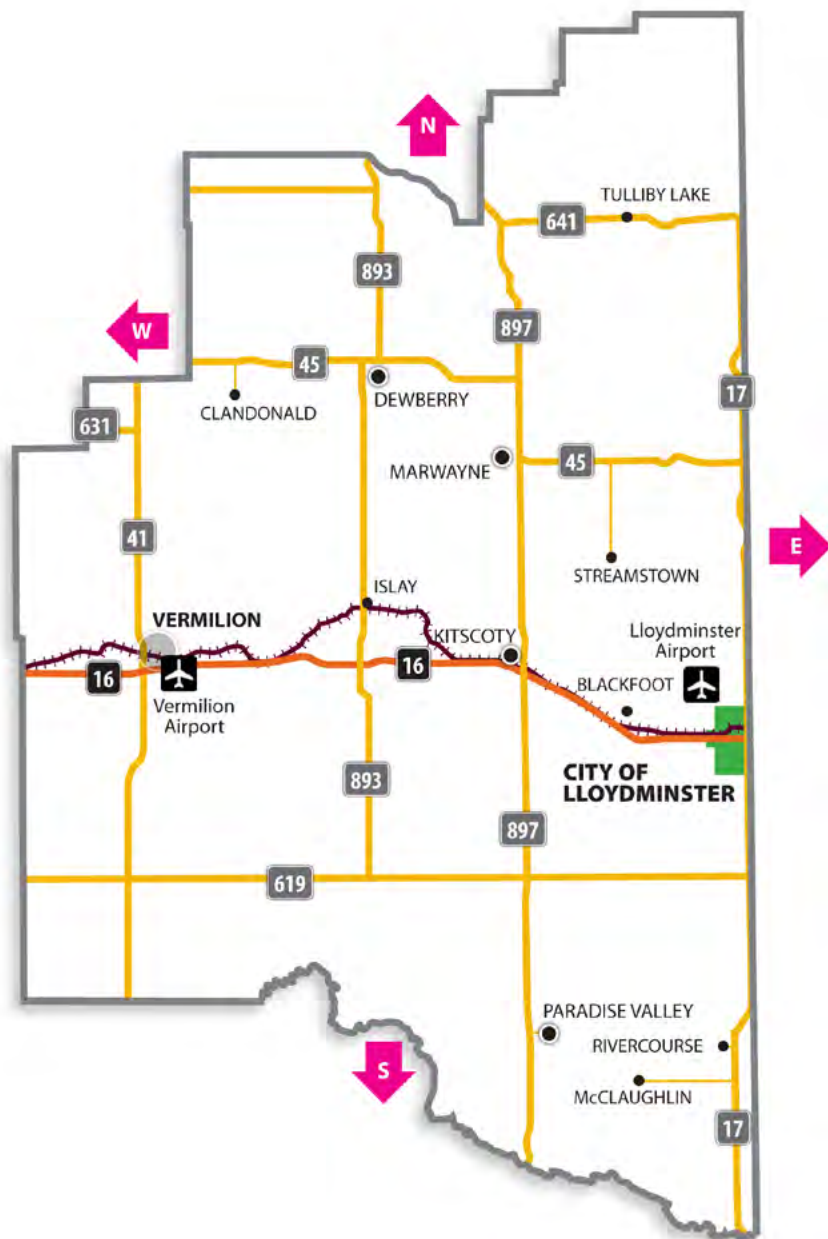 N
TULLIBY LAKE
641
893
W
897
45
17
CLANDONALD
DEWBERRY
631
MARWAYNE
45
41
E
STREAMSTOWN
ISLAY
VERMILION
KITSCOTY
Lloydminster
Airport
16
16
BLACKFOOT
Vermilion
Airport
CITY OF
LLOYDMINSTER
893
897
619
PARADISE VALLEY
RIVERCOURSE
S
McCLAUGHLIN
17